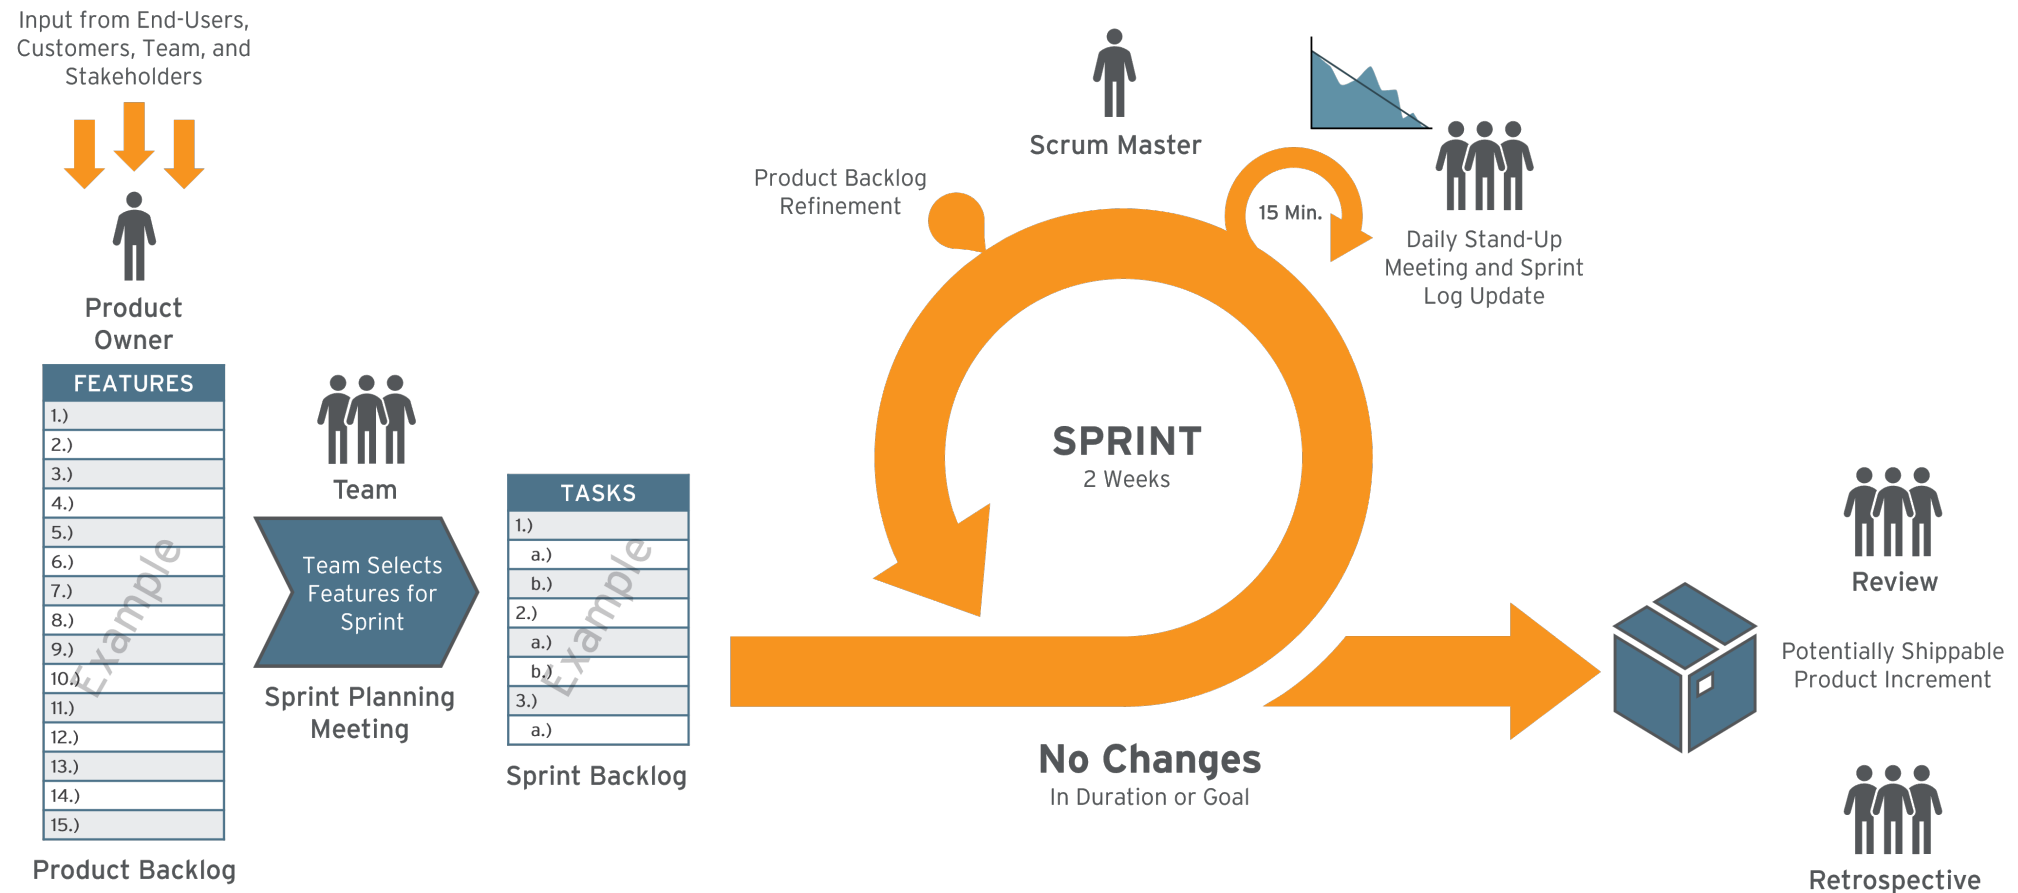 Input from End-Users,
Customers, Team, and
Stakeholders
Product
Owner
FEATURES
1.)
2.)
3.)
4.)
5.)
6.)
7.)
8.)
9.)
10.)
11.)
12.)
13.)
14.)
15.)
Example
Product Backlog
Team
Team Selects
Features for
Sprint
Sprint Planning
Meeting
TASKS
1.)
a.)
b.)
2.)
a.)
b.)
3.)
a.)
Example
Sprint Backlog
Product Backlog
Refinement
Scrum Master
15 Min.
Daily Stand-Up
Meeting and Sprint
Log Update
SPRINT
2 Weeks
No Changes
In Duration or Goal
Review
Potentially Shippable
Product Increment
Retrospective